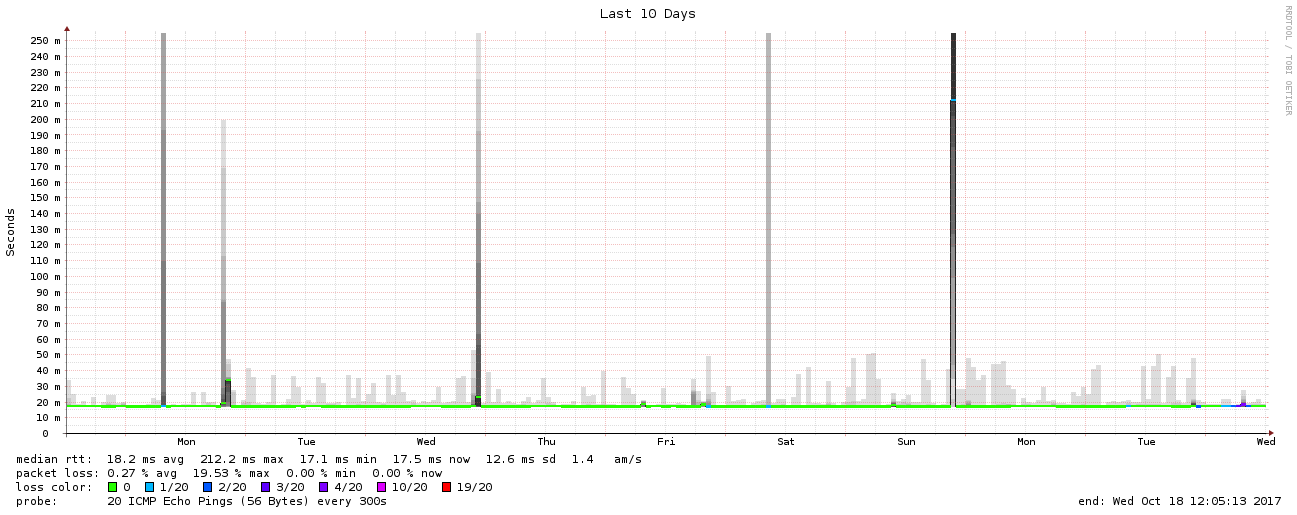 Last 10 Days
RRDTOOL / TOBI OETIKER
Seconds
250 m
240 m
230 m
220 m
210 m
200 m
190 m
180 m
170 m
160 m
150 m
140 m
130 m
120 m
110 m
100 m
90 m
80 m
70 m
60 m
50 m
40 m
30 m
20 m
10 m
0
Mon Tue Wed Thu Fri Sat Sun Mon Tue Wed
median rtt: 18.2 ms avg 212.2 ms max 17.1 ms min 17.5 ms now 12.6 ms sd 1.4 am/s
packet loss: 0.27 % avg 19.53 % max 0.00 % min 0.00 % now
loss color: 0 1/20 2/20 3/20 4/20 10/20 19/20
probe: 20 ICMP Echo Pings (56 Bytes) every 300s end: Wed Oct 18 12:05:13 2017